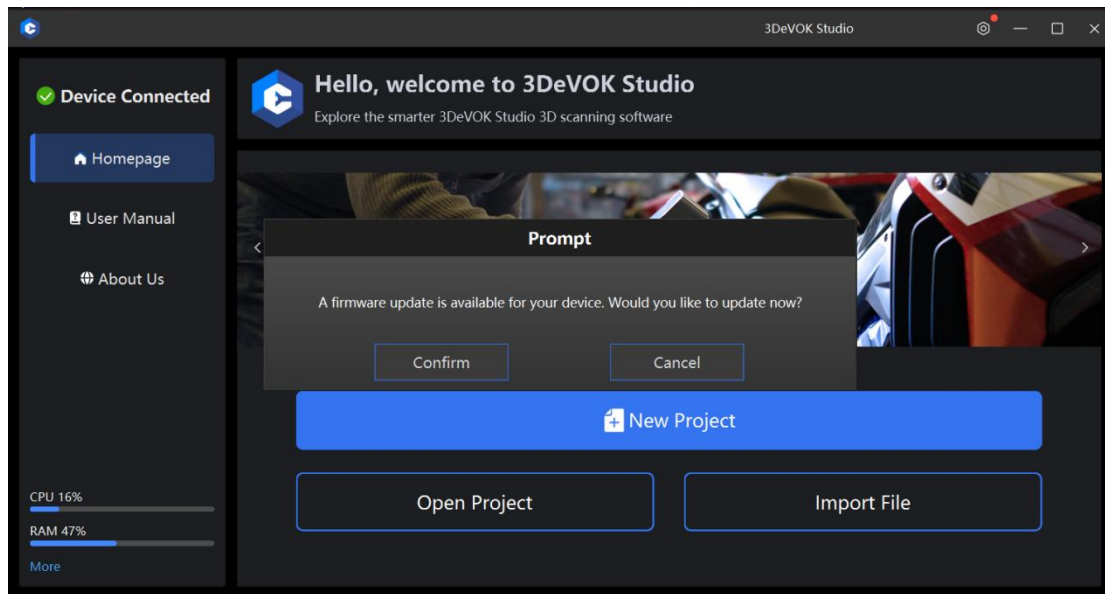 3DeVOK Studio
Device Connected
Homepage
User Manual
About Us
CPU 16%
RAM 47%
More
Hello, welcome to 3DeVOK Studio
Explore the smarter 3DeVOK Studio 3D scanning software
Prompt
A firmware update is available for your device. Would you like to update now?
Confirm Cancel
New Project
Open Project Import File